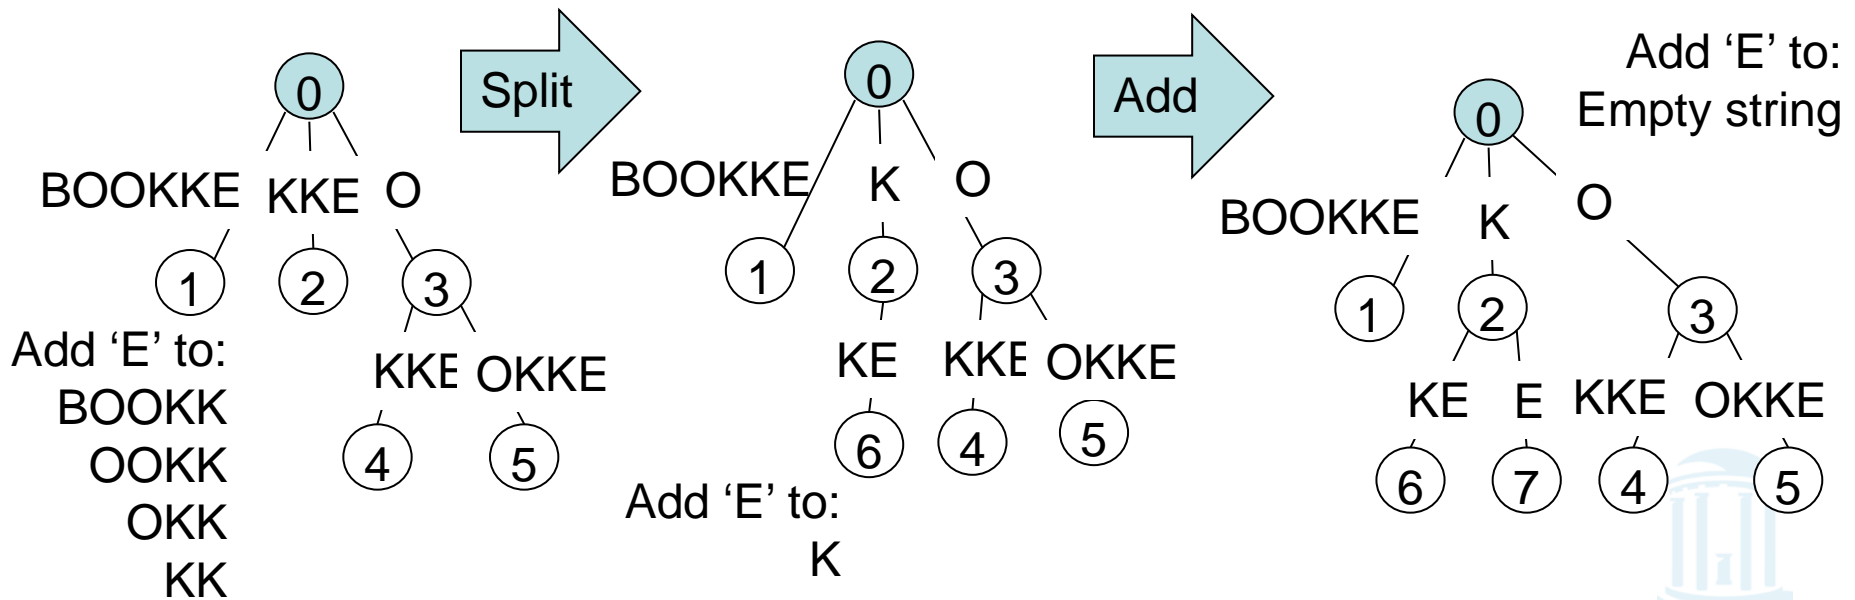 0
BOOKKE KKE O
1 2 3
KKE OKKE
4 5
Add ‘E’ to:
BOOKK
OOKK
OKK
KK
Split
0
BOOKKE K O
1 2 3
KE KKE OKKE
6 4 5
Add ‘E’ to:
K
Add
0
BOOKKE K O
1 2 3
KE E KKE OKKE
6 7 4 5
Add ‘E’ to:
Empty string